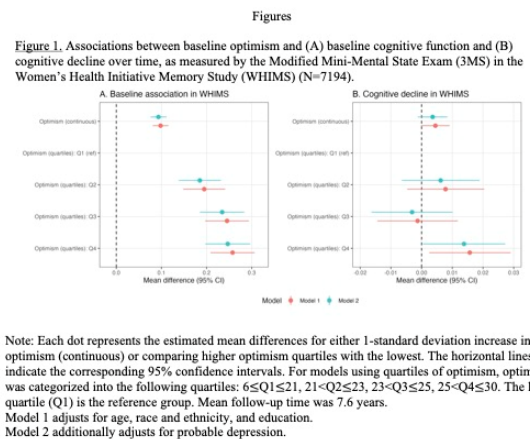 Figures
Figure 1. Associations between baseline optimism and (A) baseline cognitive function and (B)
cognitive decline over time, as measured by the Modified Mini-Mental State Exam (3MS) in the
Women's Health Initiative Memory Study (WHIMS) (N=7194).
A. Baseline association in WHIMS
Optimism (continuous)
Optimism (quartiles): Q1 (ref)
Optimism (quartiles): Q2
Optimism (quartiles): Q3
Optimism (quartiles): Q4
0.0 0.1 0.2 0.3
Mean difference (95% CI)
B. Cognitive decline in WHIMS
Optimism (continuous)
Optimism (quartiles): Q1 (ref)
Optimism (quartiles): Q2
Optimism (quartiles): Q3
Optimism (quartiles): Q4
-0.02 -0.01 0.00 0.01 0.02 0.03
Mean difference (95% CI)
Model Model 1 Model 2
Note: Each dot represents the estimated mean differences for either 1-standard deviation increase in
optimism (continuous) or comparing higher optimism quartiles with the lowest. The horizontal lines
indicate the corresponding 95% confidence intervals. For models using quartiles of optimism, optim
was categorized into the following quartiles: 6≤Q1≤21, 21<Q2≤23, 23<Q3≤25, 25<Q4≤30. The
quartile (Q1) is the reference group. Mean follow-up time was 7.6 years.
Model 1 adjusts for age, race and ethnicity, and education.
Model 2 additionally adjusts for probable depression.